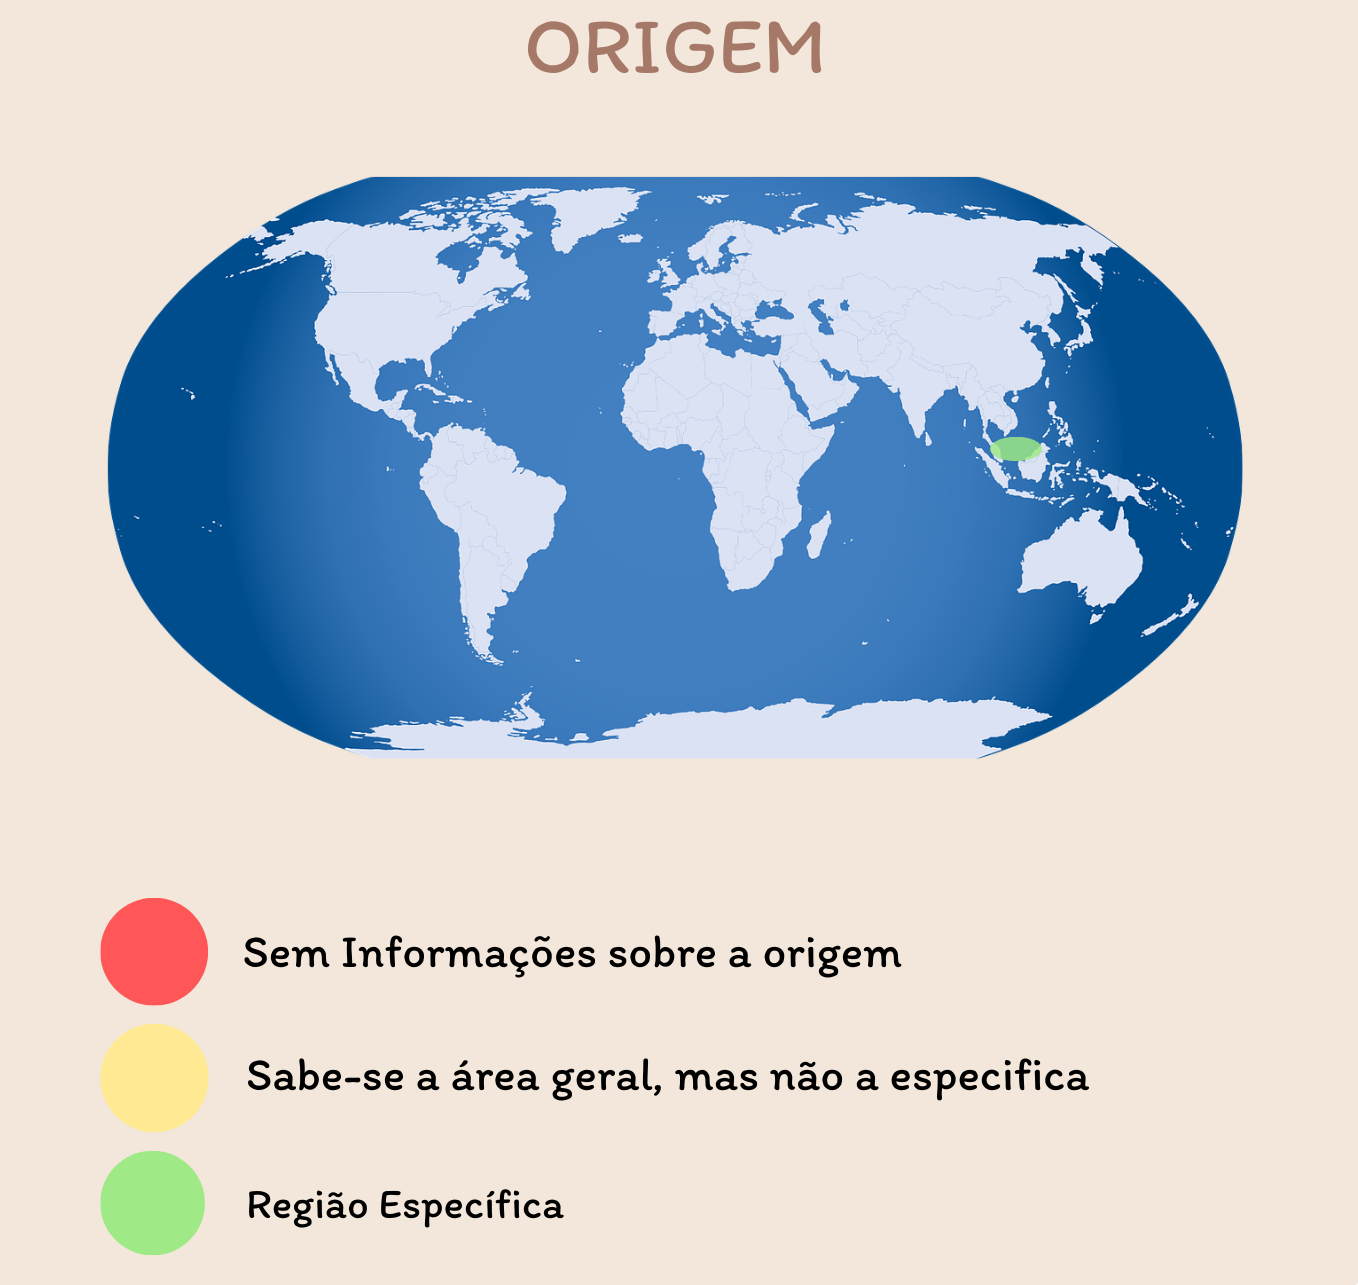 ORIGEM
Sem Informações sobre a origem
Sabe-se a área geral, mas não a especifica
Região Específica